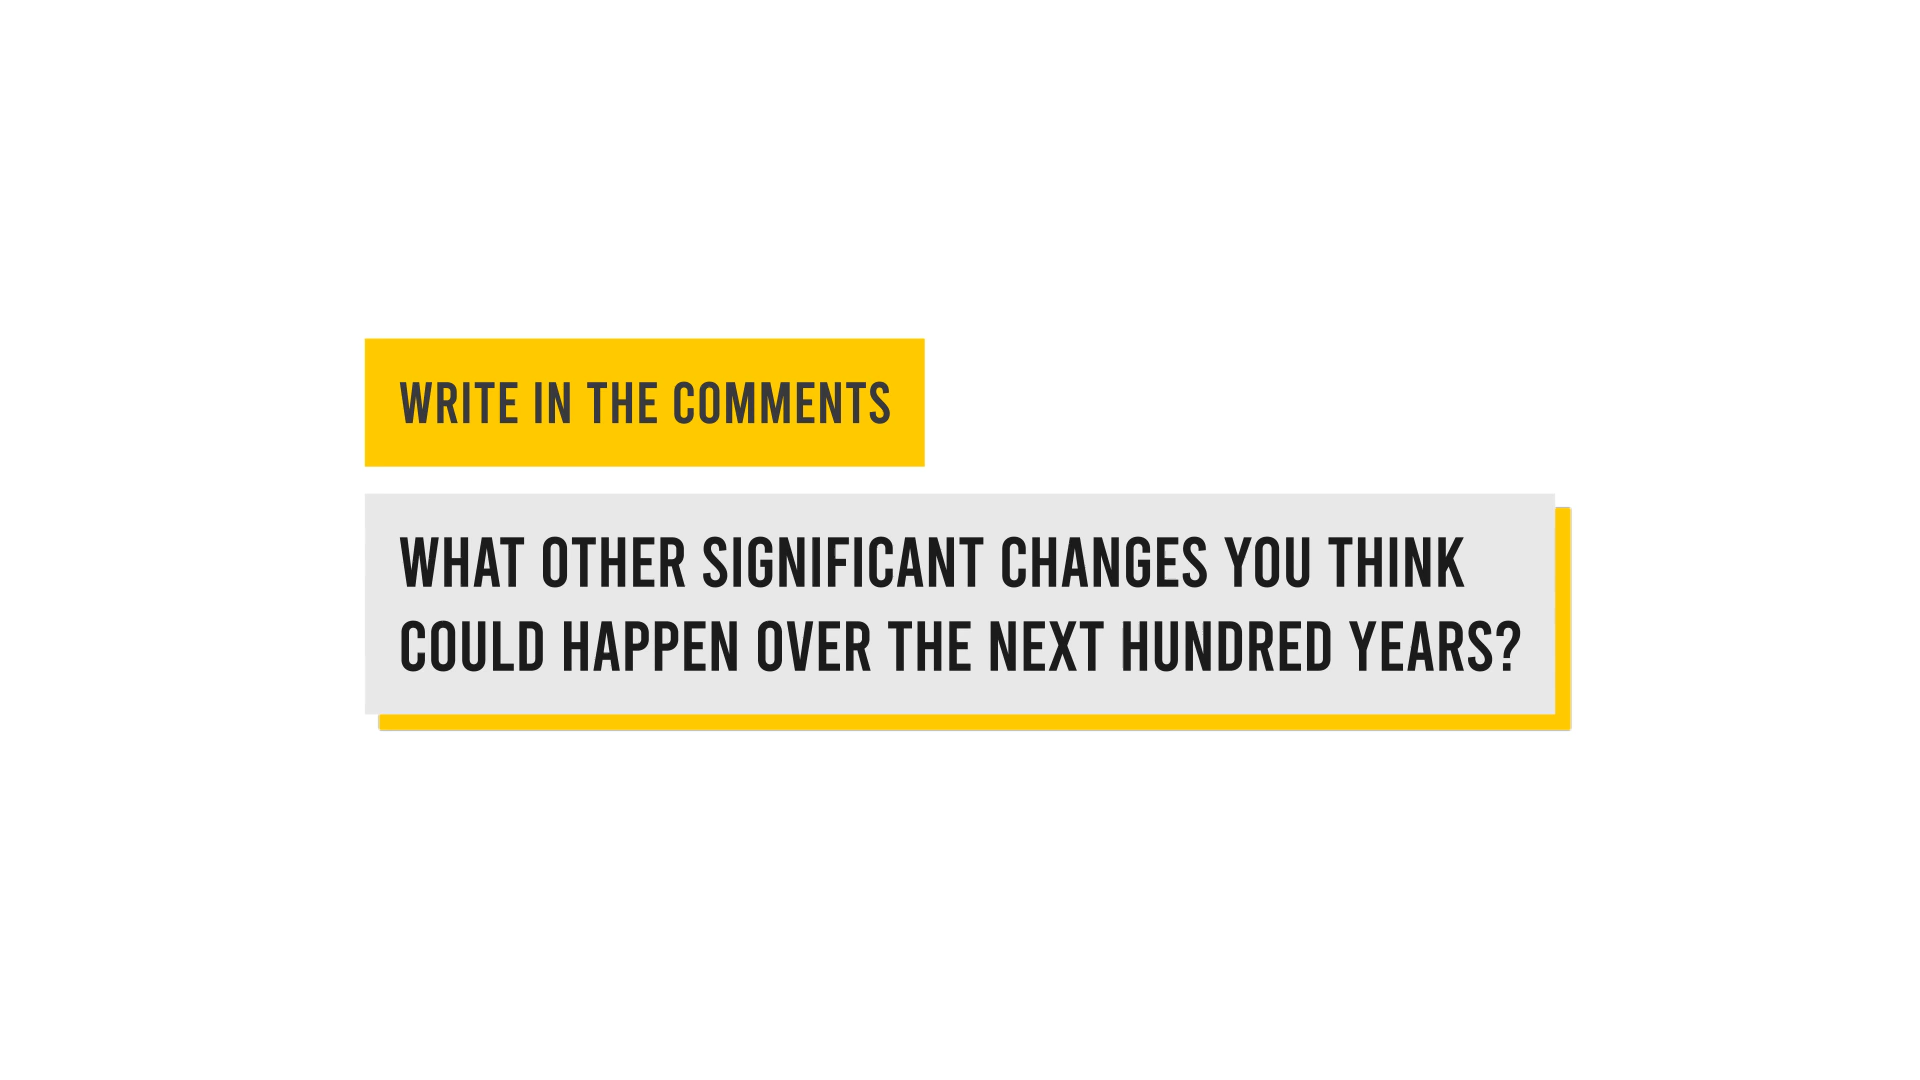 WRITE IN THE COMMENTS
WHAT OTHER SIGNIFICANT CHANGES YOU THINK
COULD HAPPEN OVER THE NEXT HUNDRED YEARS?